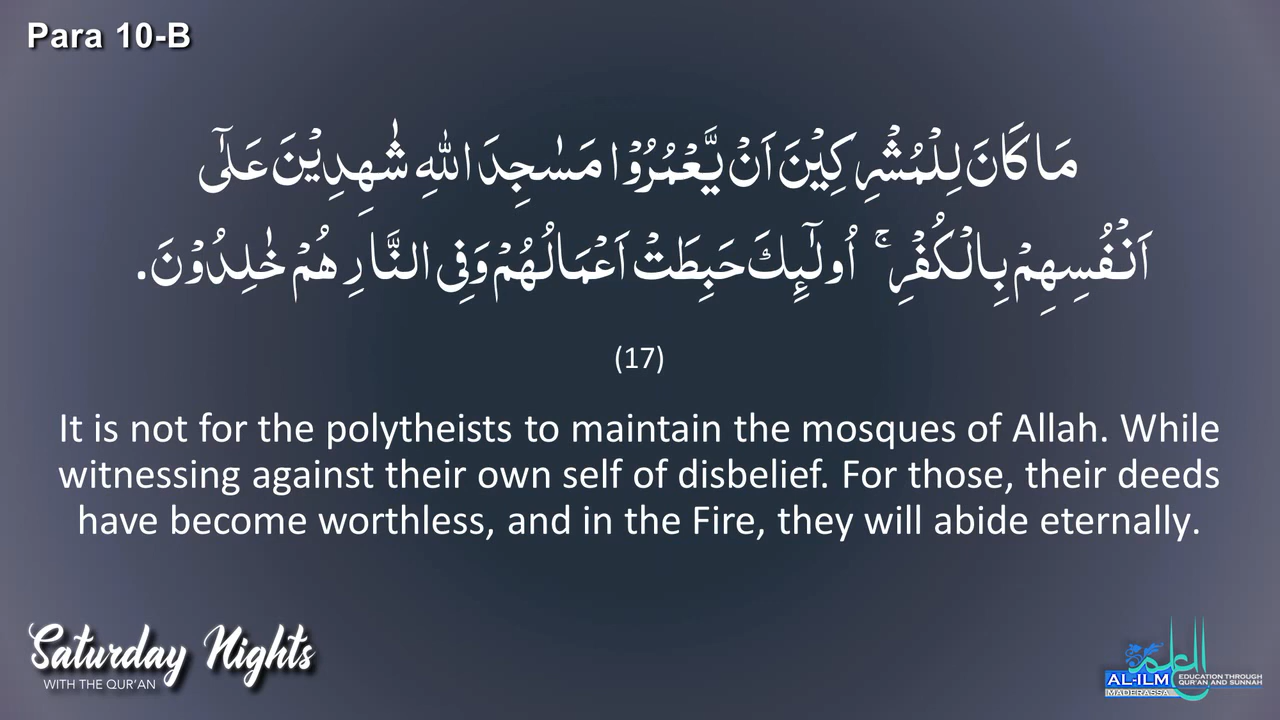 Para 10-B
مَا كَانَ لِلْمُشْرِكِيْنَ اَنْ يَّعْمُرُوْا مَسٰجِدَ اللّٰهِ شٰهِدِيْنَ عَلٰٓى
اَنْفُسِهِمْ بِالْكُفْرِ ۚ اُولٰٓئِكَ حَبِطَتْ اَعْمَالُهُمْ وَفِى النَّارِ هُمْ خٰلِدُوْنَ.
(17)
It is not for the polytheists to maintain the mosques of Allah. While
witnessing against their own self of disbelief. For those, their deeds
have become worthless, and in the Fire, they will abide eternally.
Saturday Nights
WITH THE QUR'AN
العلم
AL-ILM
MADERASSA
EDUCATION THROUGH
QUR'AN AND SUNNAH